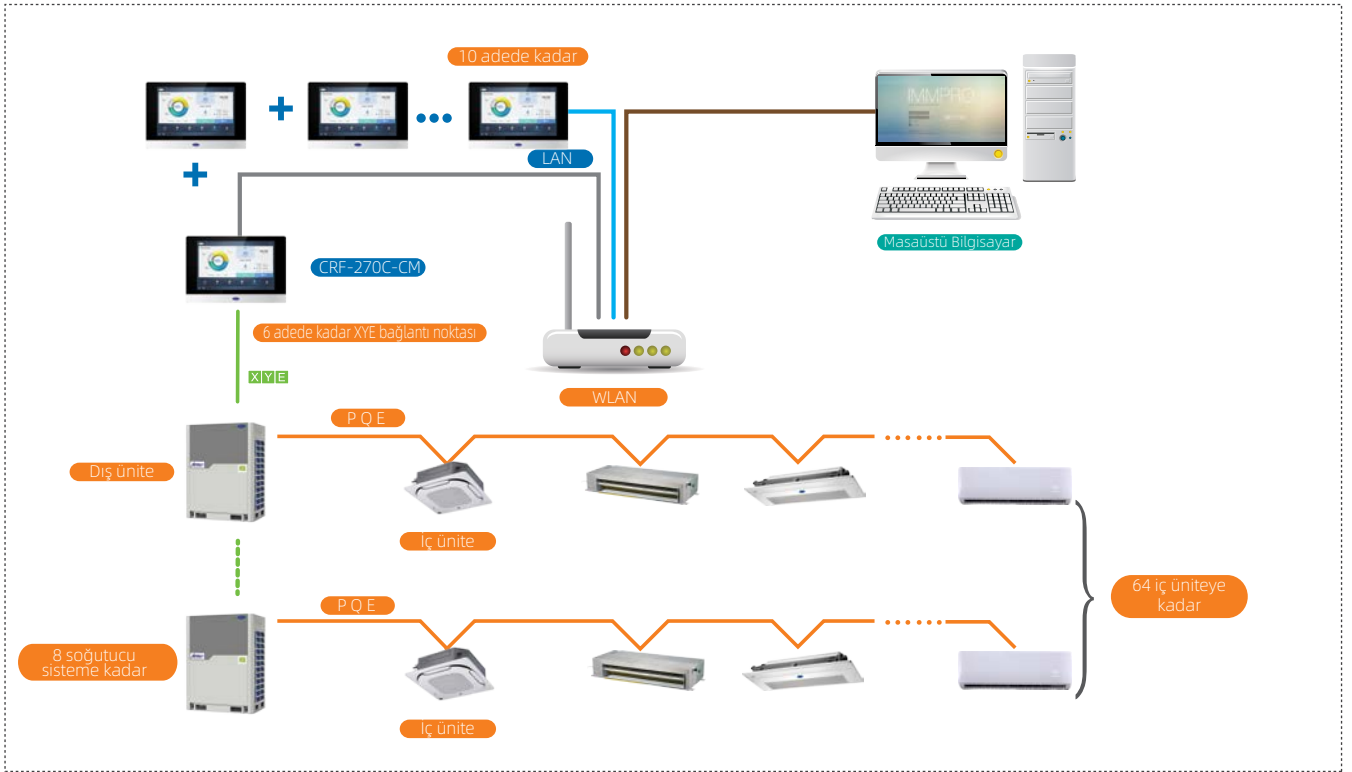 10 adede kadar
LAN
IMMPRO
Masaüstü Bilgisayar
CRF-270C-CM
6 adede kadar XYE bağlantı noktası
X Y E
WLAN
P Q E
Dış ünite
İç ünite
64 iç üniteye
kadar
P Q E
8 soğutucu
sisteme kadar
İç ünite